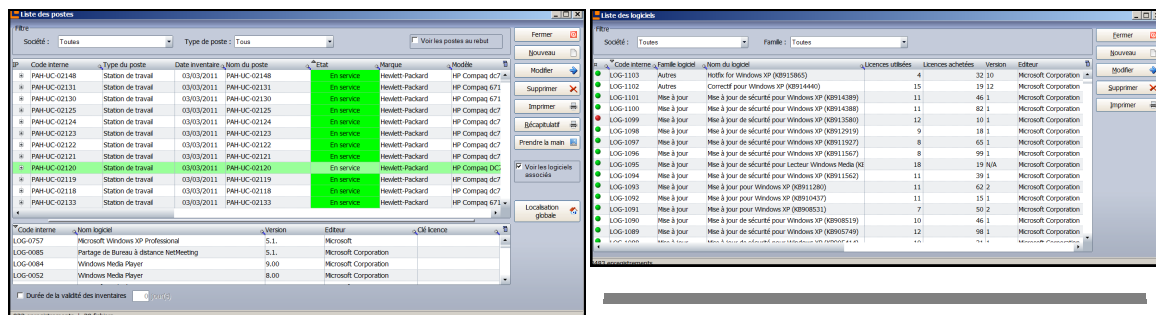 Liste des postes
Filtre
Société : Toutes Type de poste : Tous Voir les postes au rebut
IP Code interne Type du poste Date inventaire Nom du poste Etat Marque Modèle
PAH-UC-02148 Station de travail 03/03/2011 PAH-UC-02148 En service Hewlett-Packard HP Compaq dc7
PAH-UC-02131 Station de travail 03/03/2011 PAH-UC-02131 En service Hewlett-Packard HP Compaq 671
PAH-UC-02130 Station de travail 03/03/2011 PAH-UC-02130 En service Hewlett-Packard HP Compaq 671
PAH-UC-02125 Station de travail 03/03/2011 PAH-UC-02125 En service Hewlett-Packard HP Compaq dc7
PAH-UC-02124 Station de travail 03/03/2011 PAH-UC-02124 En service Hewlett-Packard HP Compaq dc7
PAH-UC-02123 Station de travail 03/03/2011 PAH-UC-02123 En service Hewlett-Packard HP Compaq dc7
PAH-UC-02122 Station de travail 03/03/2011 PAH-UC-02122 En service Hewlett-Packard HP Compaq dc7
PAH-UC-02121 Station de travail 03/03/2011 PAH-UC-02121 En service Hewlett-Packard HP Compaq dc7
PAH-UC-02120 Station de travail 03/03/2011 PAH-UC-02120 En service Hewlett-Packard HP Compaq DC7
PAH-UC-02119 Station de travail 03/03/2011 PAH-UC-02119 En service Hewlett-Packard HP Compaq dc7
PAH-UC-02118 Station de travail 03/03/2011 PAH-UC-02118 En service Hewlett-Packard HP Compaq dc7
PAH-UC-02133 Station de travail 03/03/2011 PAH-UC-02133 En service Hewlett-Packard HP Compaq 671
Code interne Nom logiciel Version Editeur Clé licence
LOG-0757 Microsoft Windows XP Professional 5.1. Microsoft
LOG-0085 Partage de Bureau à distance NetMeeting 5.1. Microsoft Corporation
LOG-0084 Windows Media Player 9.00 Microsoft Corporation
LOG-0052 Windows Media Player 8.00 Microsoft Corporation
Durée de la validité des inventaires 0
Fermer
Nouveau
Modifier
Supprimer
Imprimer
Récapitulatif
Prendre la main
Voir les logiciels
associés
Localisation
globale
Liste des logiciels
Filtre
Société : Toutes Famille : Toutes
Code interne Famille logiciel Nom du logiciel Licences utilisées Licences achetées Version Editeur
LOG-1103 Autres Hotfix for Windows XP (KB915865) 4 32 10 Microsoft Corporation
LOG-1102 Autres Correctif pour Windows XP (KB914440) 15 19 12 Microsoft Corporation
LOG-1101 Mise à jour Mise à jour de sécurité pour Windows XP (KB914389) 11 46 1 Microsoft Corporation
LOG-1100 Mise à jour Mise à jour de sécurité pour Windows XP (KB914388) 11 82 1 Microsoft Corporation
LOG-1099 Mise à jour Mise à jour de sécurité pour Windows XP (KB913580) 12 10 1 Microsoft Corporation
LOG-1098 Mise à jour Mise à jour de sécurité pour Windows XP (KB912919) 9 18 1 Microsoft Corporation
LOG-1097 Mise à jour Mise à jour de sécurité pour Windows XP (KB911927) 8 65 1 Microsoft Corporation
LOG-1096 Mise à jour Mise à jour de sécurité pour Windows XP (KB911567) 8 99 1 Microsoft Corporation
LOG-1095 Mise à jour Mise à jour de sécurité pour Lecteur Windows Media (KE 18 19 N/A Microsoft Corporation
LOG-1094 Mise à jour Mise à jour de sécurité pour Windows XP (KB911562) 11 39 1 Microsoft Corporation
LOG-1093 Mise à jour Mise à jour pour Windows XP (KB911280) 11 62 2 Microsoft Corporation
LOG-1092 Mise à jour Mise à jour pour Windows XP (KB910437) 11 15 1 Microsoft Corporation
LOG-1091 Mise à jour Mise à jour pour Windows XP (KB908531) 7 50 2 Microsoft Corporation
LOG-1090 Mise à jour Mise à jour de sécurité pour Windows XP (KB908519) 10 46 1 Microsoft Corporation
LOG-1089 Mise à jour Mise à jour de sécurité pour Windows XP (KB905749) 12 98 1 Microsoft Corporation
Fermer
Nouveau
Modifier
Supprimer
Imprimer